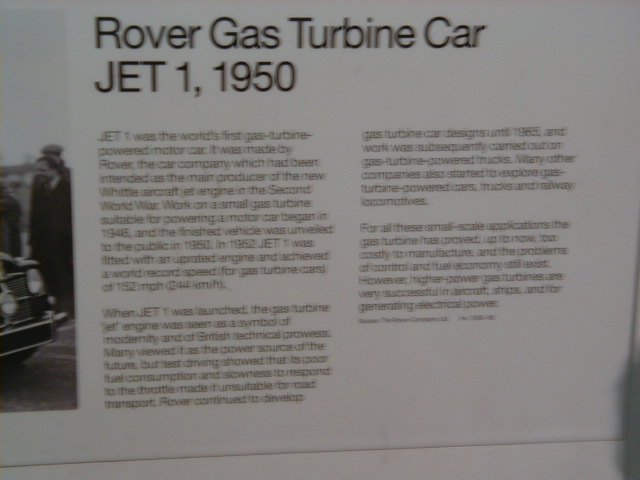 Rover Gas Turbine Car
JET 1, 1950
JET 1 was the world's first gas-turbine-
powered motor car. It was made by
Rover, the car company which had been
intended as the main producer of the new
Whittle aircraft jet engine in the Second
World War. Work on a small gas turbine
suitable for powering a motor car began in
1945, and the finished vehicle was unveiled
to the public in 1950. In 1952 JET 1 was
fitted with an uprated engine and achieved
a world record speed (for gas turbine cars)
of 152 mph (244 km/h).
When JET 1 was launched, the gas turbine
'jet' engine was seen as a symbol of
modernity and of British technical prowess.
Many viewed it as the power source of the
future, but test driving showed that its poor
fuel consumption and slowness to respond
to the throttle made it unsuitable for road
transport. Rover continued to develop
gas turbine car designs until 1965, and
work was subsequently carried out on
gas-turbine-powered trucks. Many other
companies also started to explore gas-
turbine-powered cars, trucks and railway
locomotives.
For all these small-scale applications the
gas turbine has proved, up to now, too
costly to manufacture, and the problems
of control and fuel economy still exist.
However, higher-power gas turbines are
very successful in aircraft, ships, and for
generating electrical power.
Source: The Rover Company Ltd